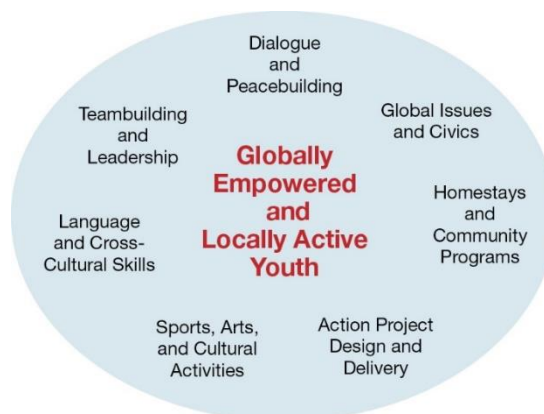 Dialogue
and
Peacebuilding
Global Issues
and Civics
Homestays
and
Community
Programs
Action Project
Design and
Delivery
Sports, Arts,
and Cultural
Activities
Language
and Cross-
Cultural Skills
Teambuilding
and
Leadership
Globally
Empowered
and
Locally Active
Youth